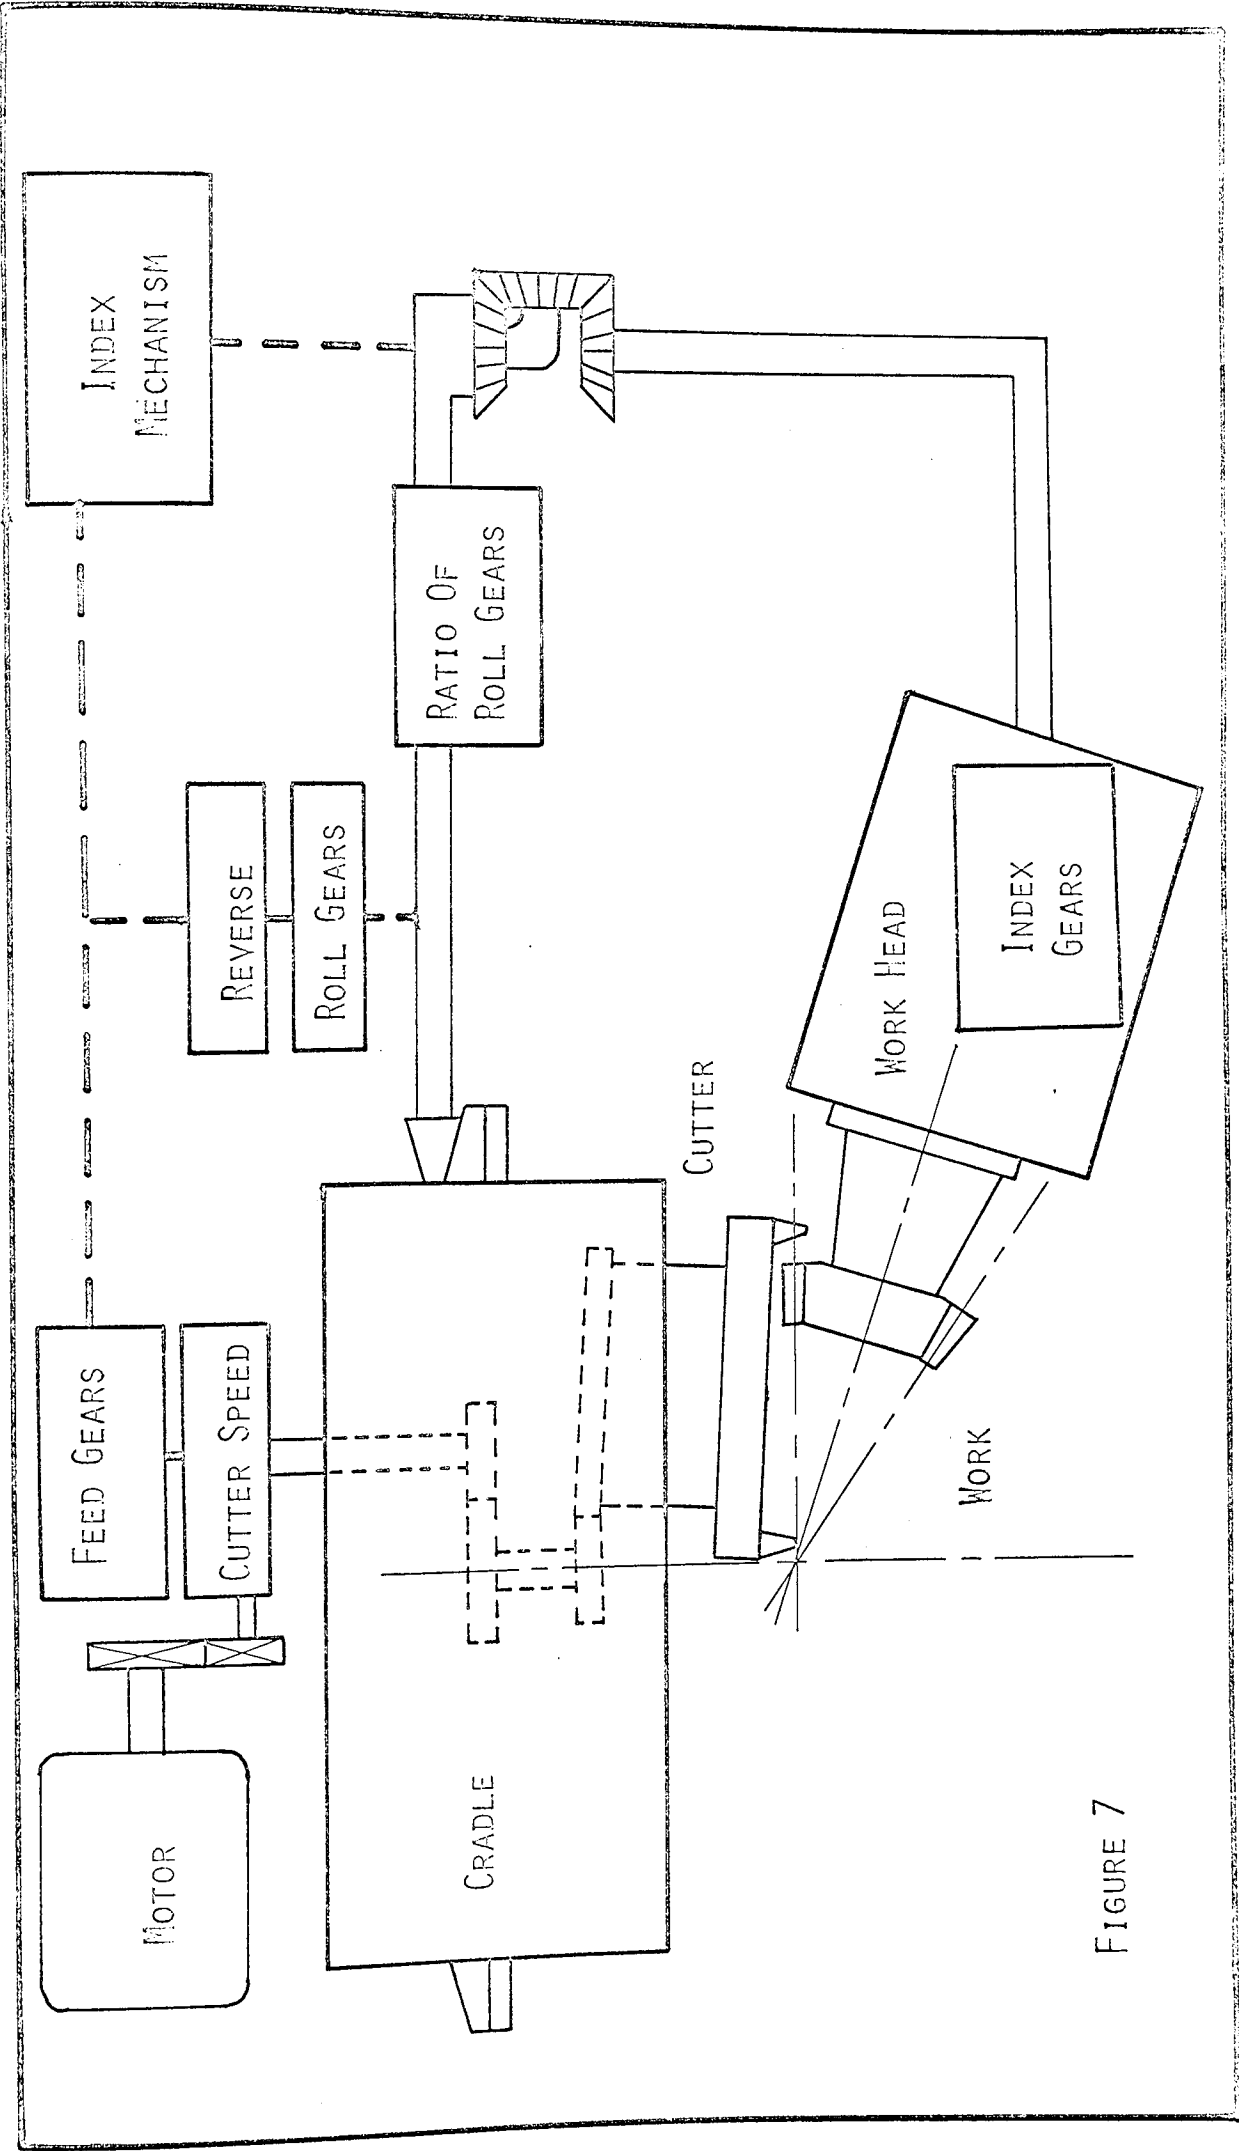 MOTOR
FEED GEARS
CUTTER SPEED
INDEX
MECHANISM
REVERSE
ROLL GEARS
RATIO OF
ROLL GEARS
CRADLE
CUTTER
WORK HEAD
INDEX
GEARS
WORK
FIGURE 7